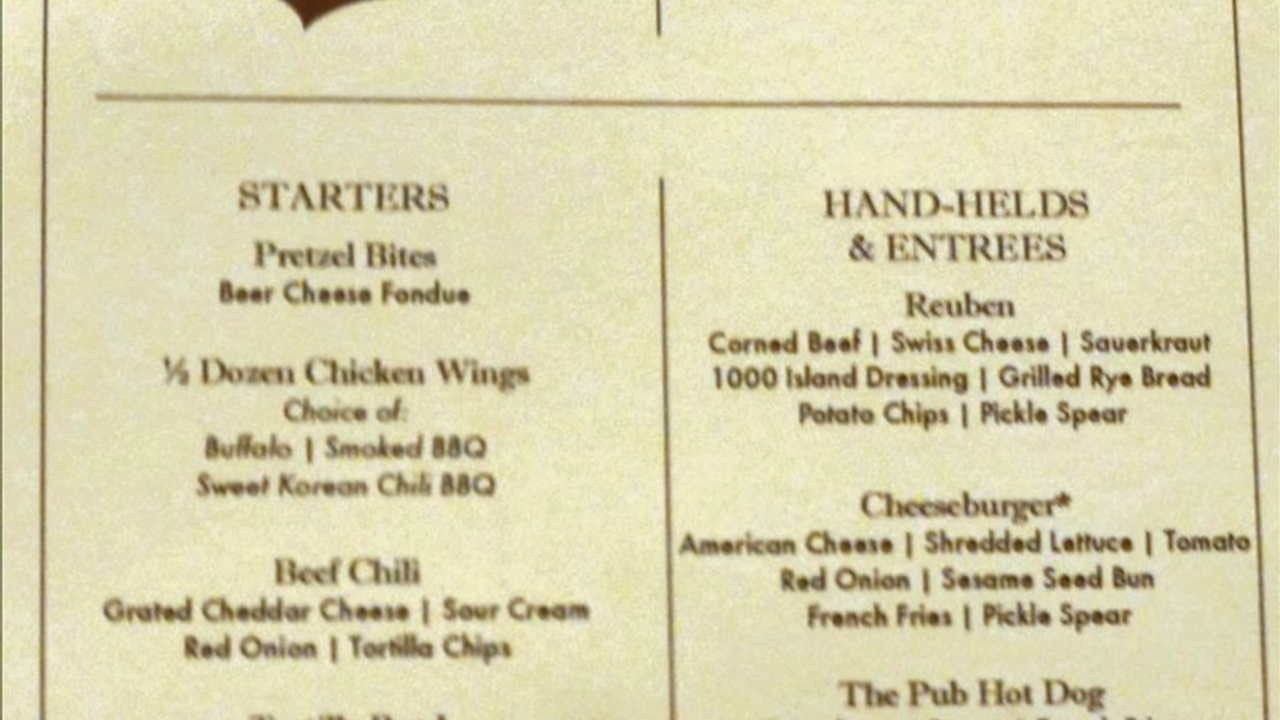 STARTERS
Pretzel Bites
Beer Cheese Fondue
½ Dozen Chicken Wings
Choice of:
Buffalo | Smoked BBQ
Sweet Korean Chili BBQ
Beef Chili
Grated Cheddar Cheese | Sour Cream
Red Onion | Tortilla Chips
HAND-HELDS
& ENTREES
Reuben
Corned Beef | Swiss Cheese | Sauerkraut
1000 Island Dressing | Grilled Rye Bread
Potato Chips | Pickle Spear
Cheeseburger*
American Cheese | Shredded Lettuce | Tomato
Red Onion | Sesame Seed Bun
French Fries | Pickle Spear
The Pub Hot Dog